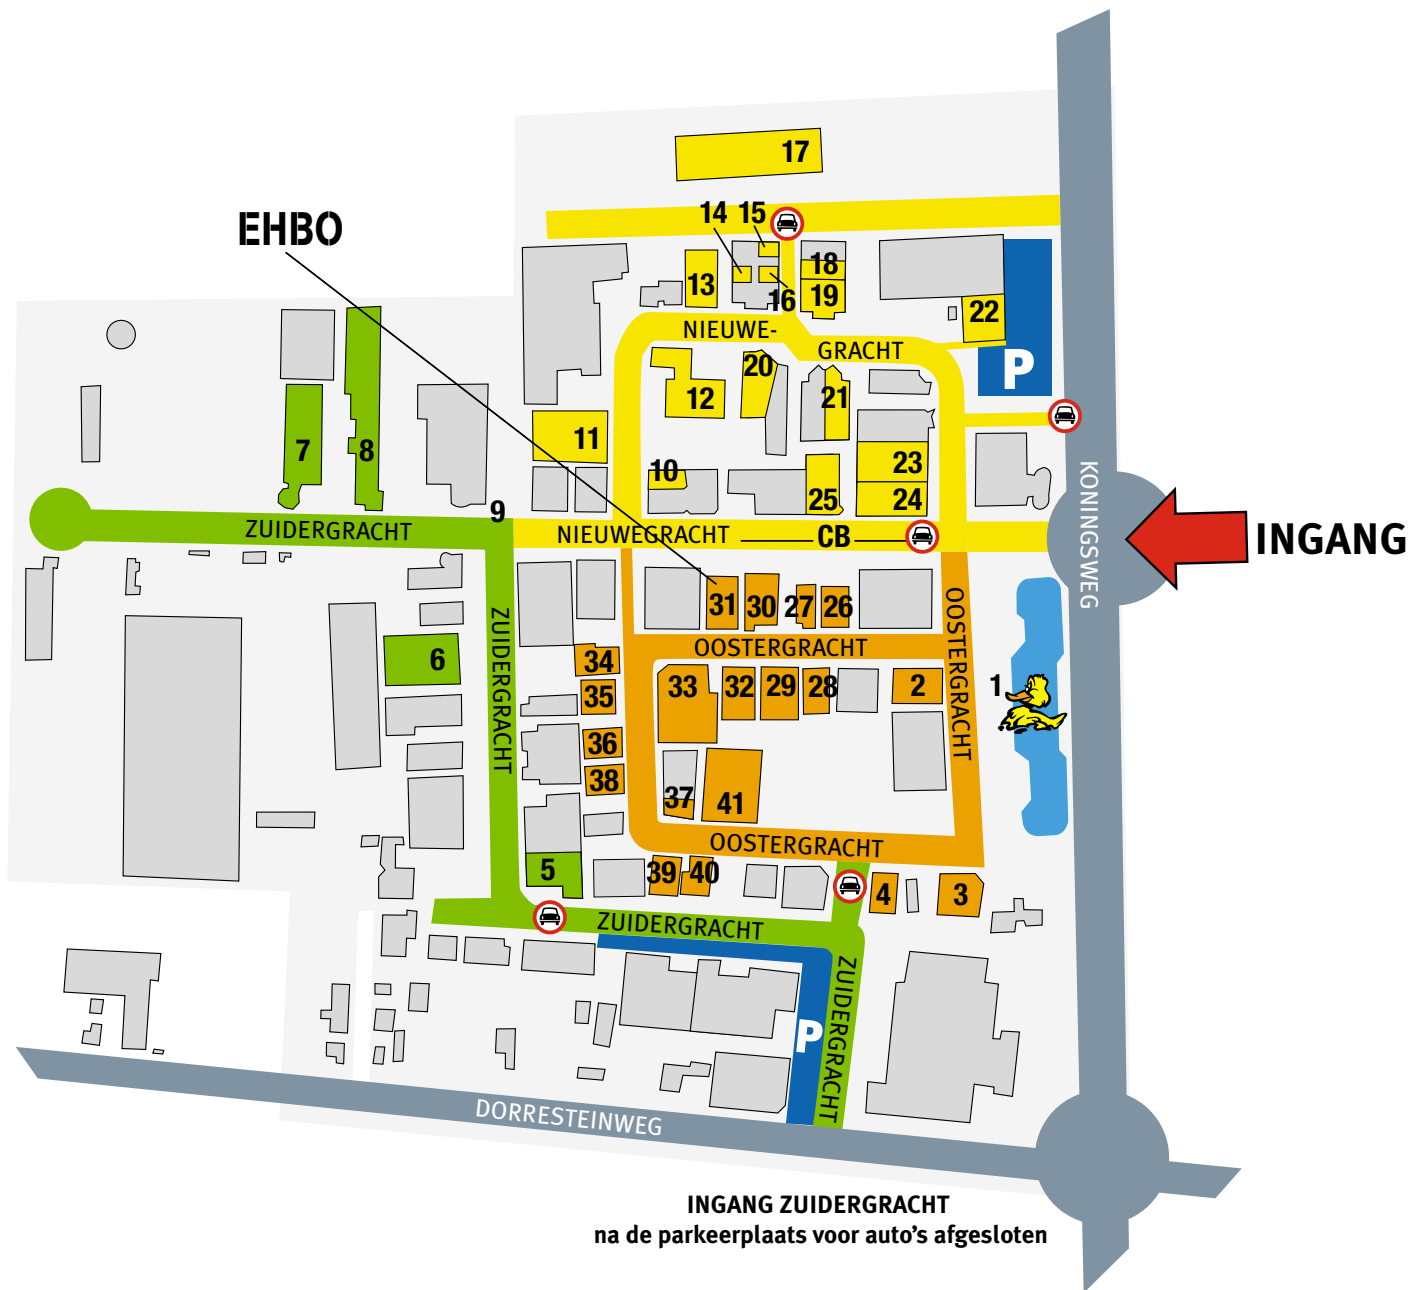 17
14 15
EHBO
18
13
16 19
22
NIEUWE-
GRACHT
P
20
12
21
11
7
8
10
23
25
24
9
KONINGSWEG
ZUIDERGRACHT
NIEUWEGRACHT
CB
INGANG
31
30
27
26
OOSTERGRACHT
ZUIDERGRACHT
OOSTERGRACHT
6
34
35
33
32
29
28
2
1
36
38
37
41
OOSTERGRACHT
5
39
40
4
3
ZUIDERGRACHT
ZUIDERGRACHT
P
DORRESTEINWEG
INGANG ZUIDERGRACHT
na de parkeerplaats voor auto's afgesloten